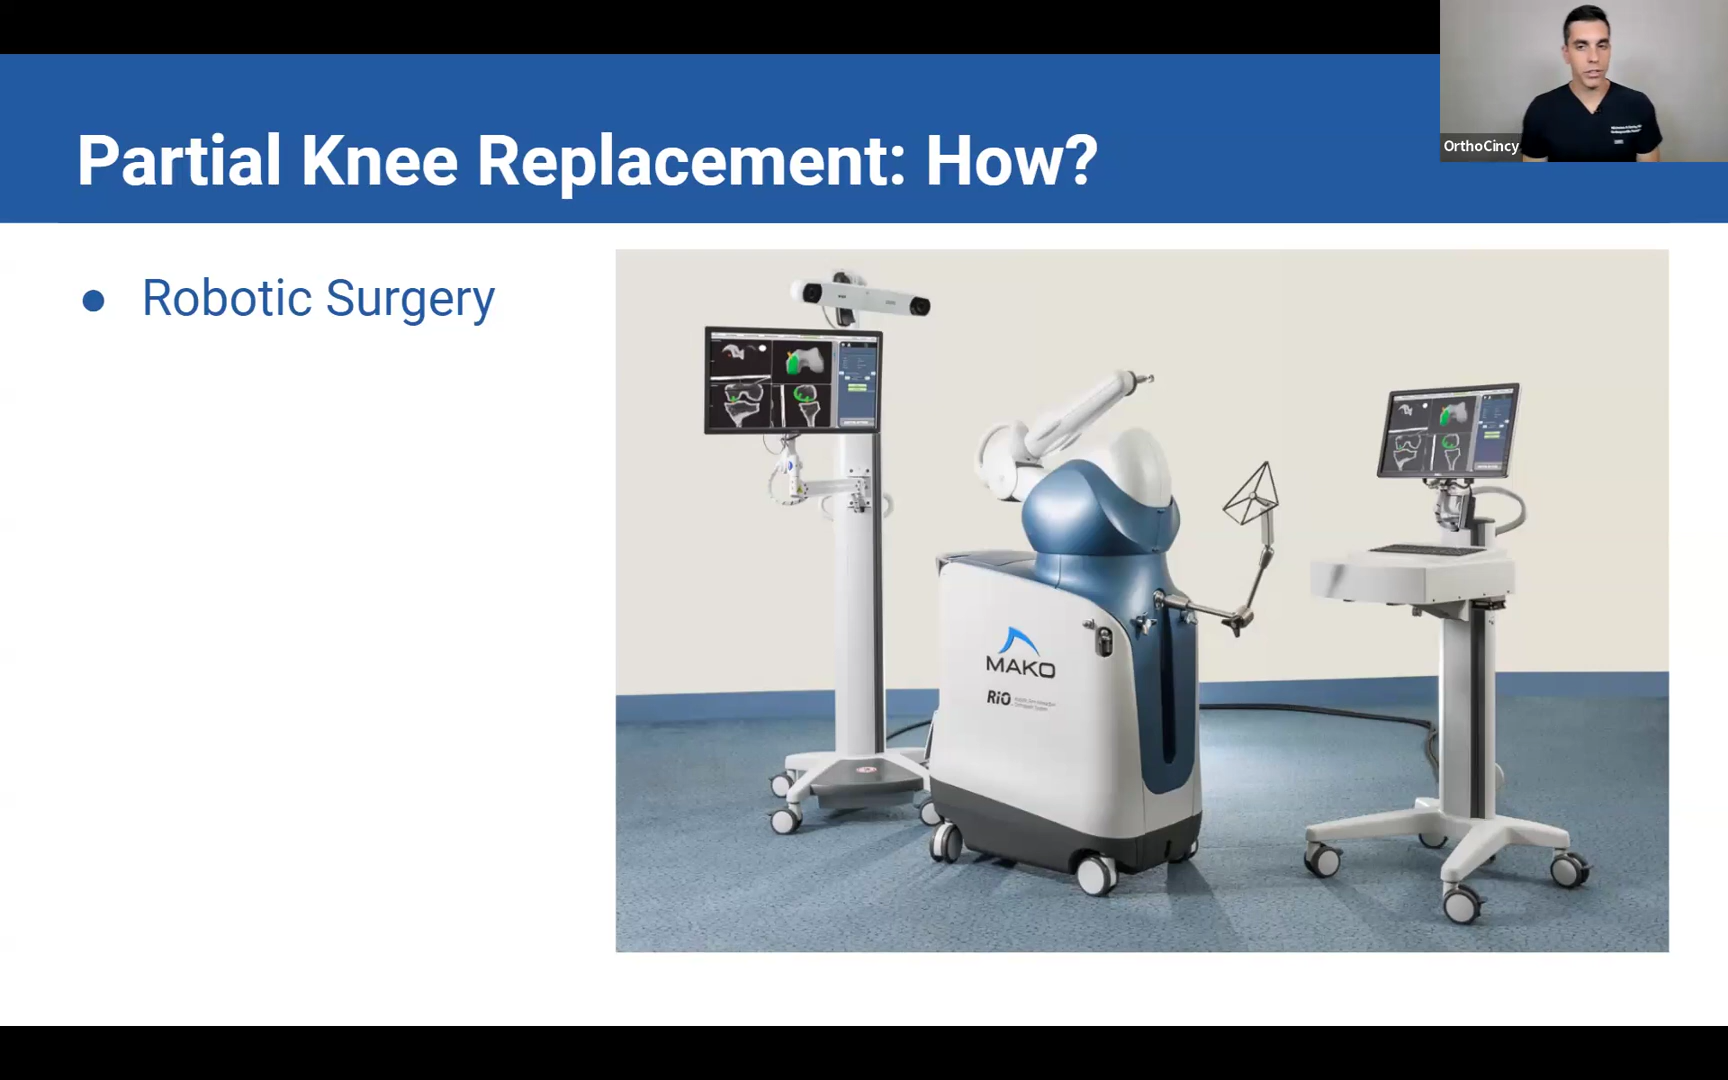 Partial Knee Replacement: How?
OrthoCincy
● Robotic Surgery
MAKO
RIO